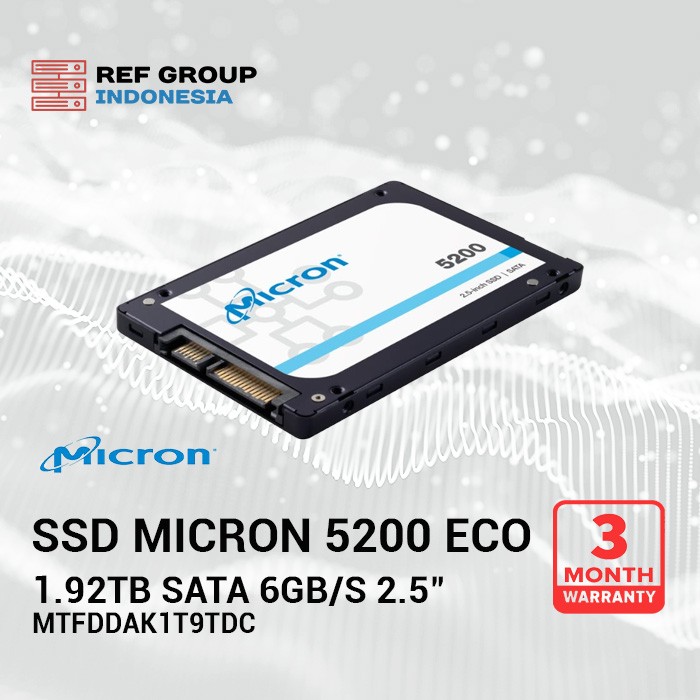 REF GROUP
INDONESIA
Micron
5200
2.5-inch SSD | SATA
Micron
SSD MICRON 5200 ECO
1.92TB SATA 6GB/S 2.5”
MTFDDAK1T9TDC
3
MONTH
WARRANTY